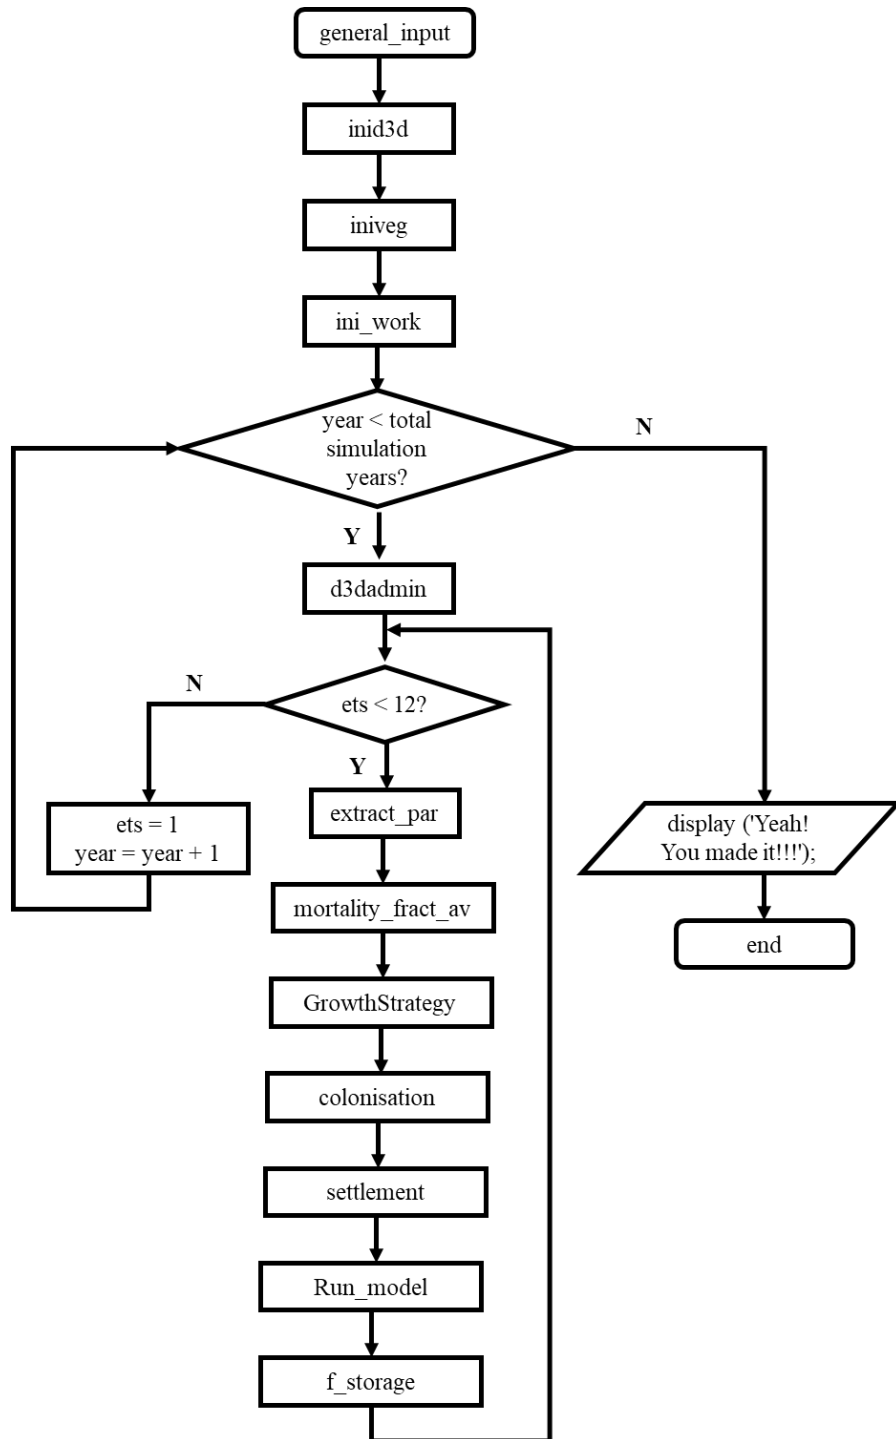 general_input
inid3d
iniveg
ini_work
year < total
simulation
years?
N
Y
d3dadmin
N
ets < 12?
Y
extract_par
ets = 1
year = year + 1
display ('Yeah!
You made it!!!');
mortality_fract_av
end
GrowthStrategy
colonisation
settlement
Run_model
f_storage